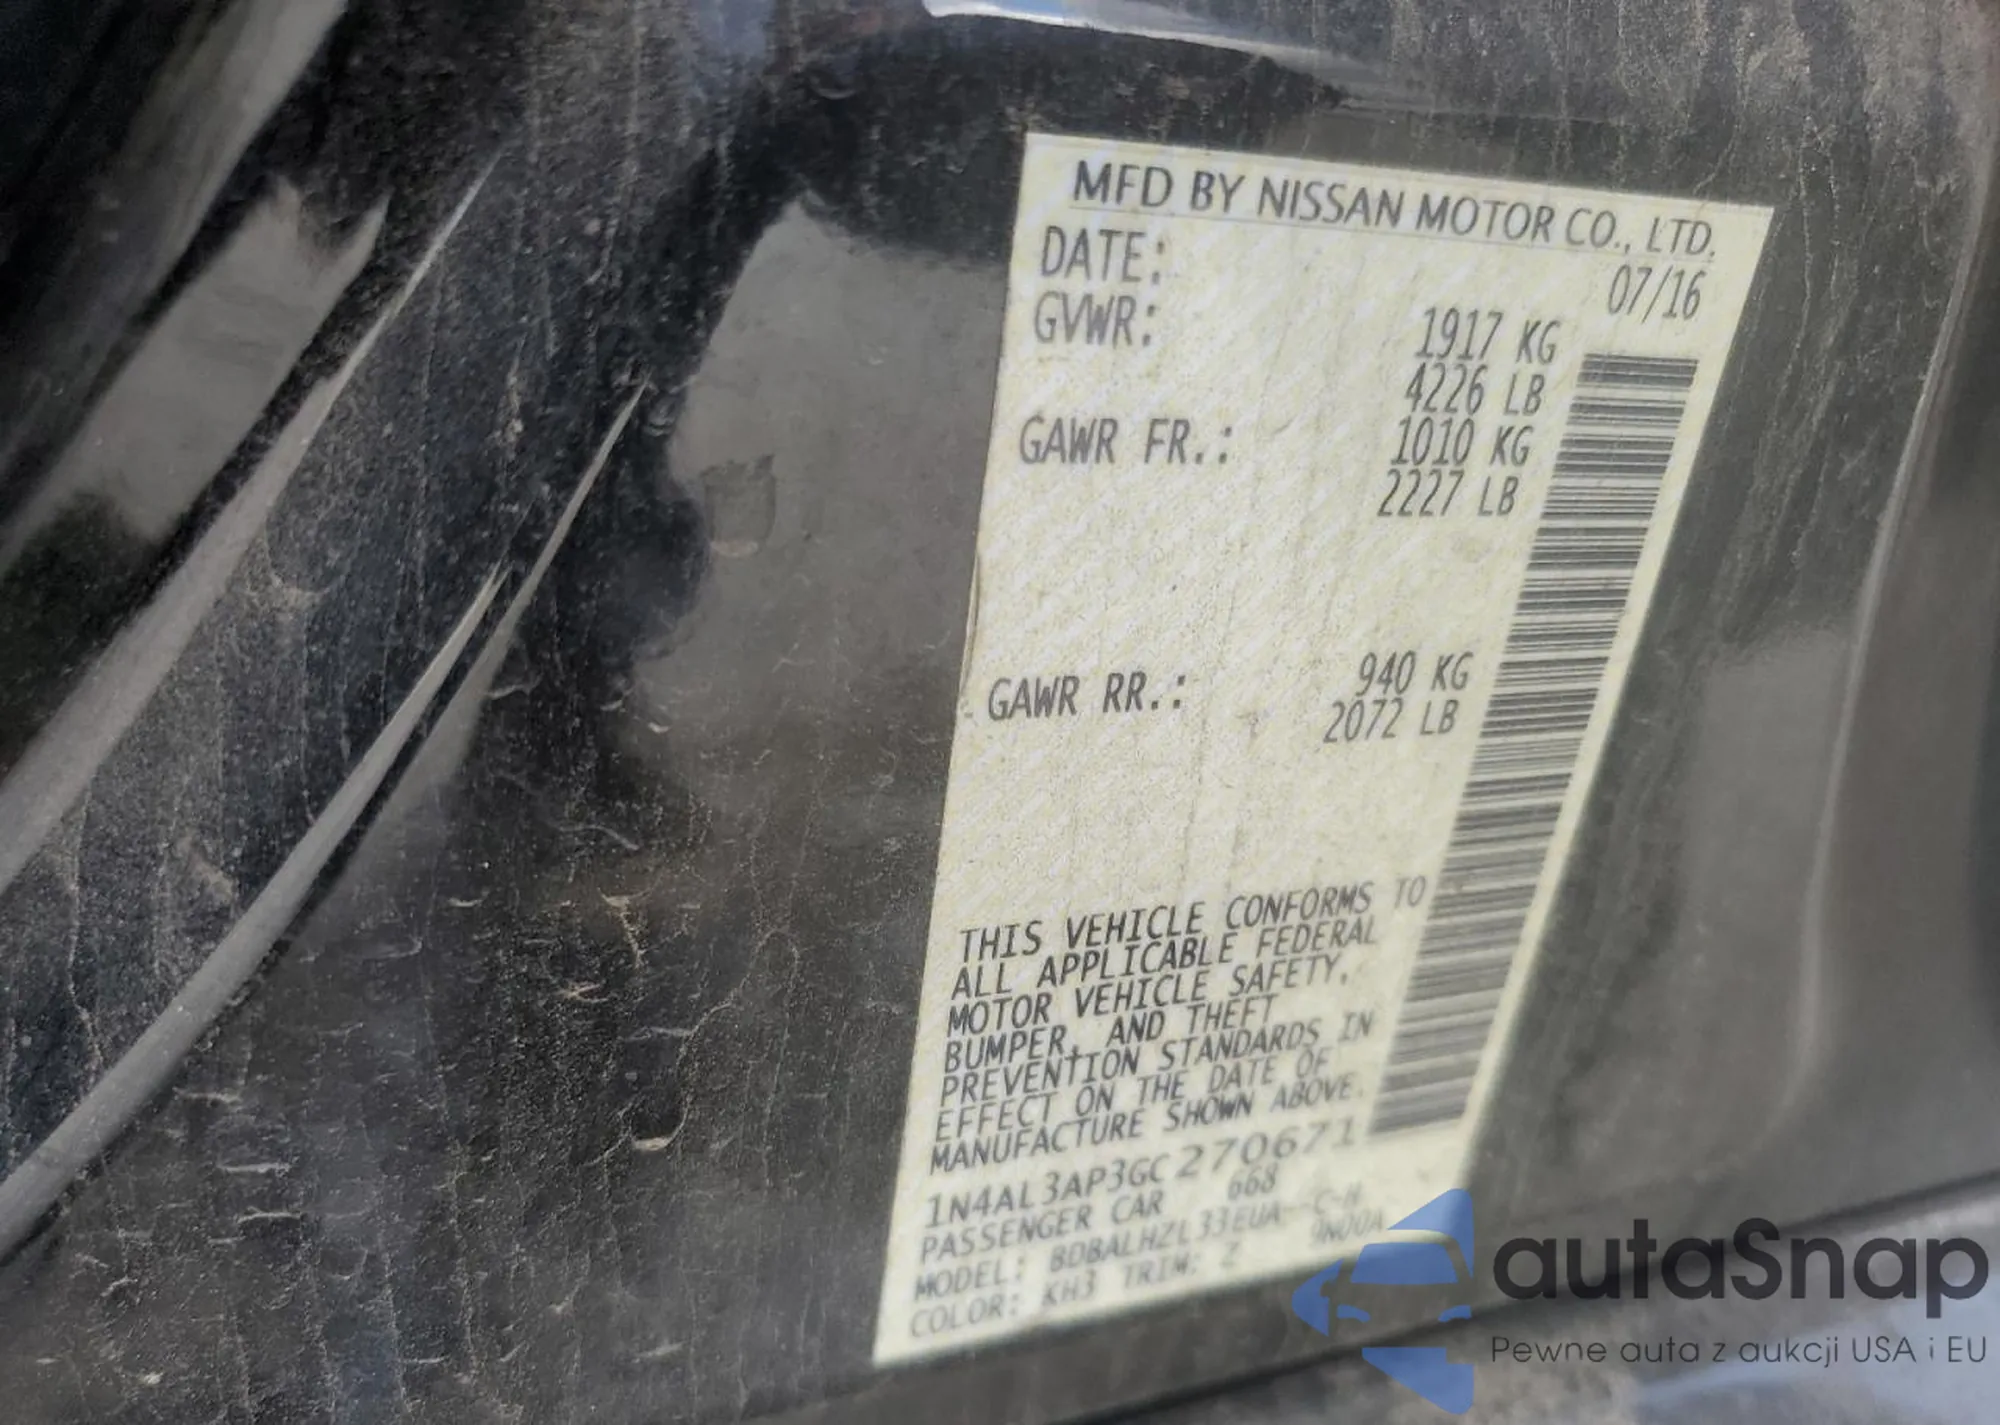 MFD BY NISSAN MOTOR CO., LTD.
DATE: 07/16
GVWR: 1917 KG
4226 LB
GAWR FR.: 1010 KG
2227 LB
GAWR RR.: 940 KG
2072 LB
THIS VEHICLE CONFORMS TO
ALL APPLICABLE FEDERAL
MOTOR VEHICLE SAFETY,
BUMPER, AND THEFT
PREVENTION STANDARDS IN
EFFECT ON THE DATE OF
MANUFACTURE SHOWN ABOVE.
1N4AL3AP3GC270671
PASSENGER CAR 668
MODEL: BDBALHZL33EUA--C-N
COLOR: KH3 TRIM: Z 9N00A
autaSnap
Pewne auta z aukcji USA i EU